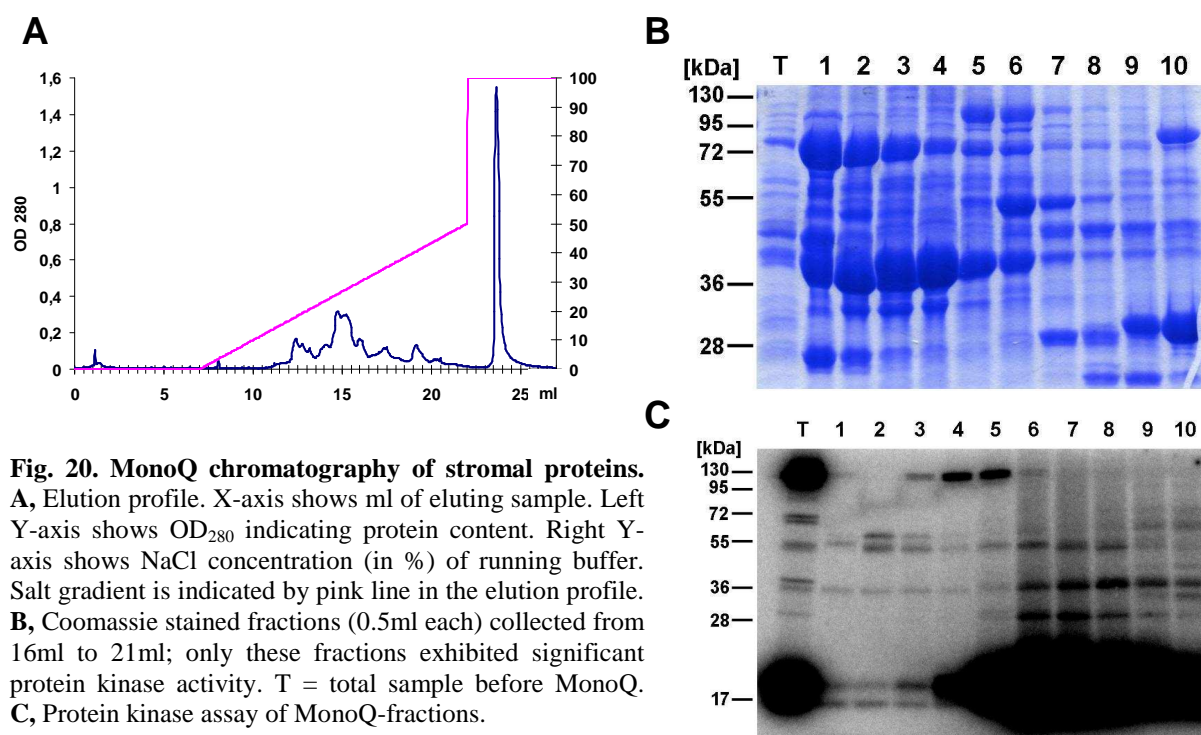 A
1,6
1,4
1,2
1
0,8
0,6
0,4
0,2
0
OD 280
100
90
80
70
60
50
40
30
20
10
0
0 5 10 15 20 25 ml
B
[kDa] T 1 2 3 4 5 6 7 8 9 10
130
95
72
55
36
28
C
[kDa] T 1 2 3 4 5 6 7 8 9 10
130
95
72
55
36
28
17
Fig. 20. MonoQ chromatography of stromal proteins.
A, Elution profile. X-axis shows ml of eluting sample. Left
Y-axis shows OD280 indicating protein content. Right Y-
axis shows NaCl concentration (in %) of running buffer.
Salt gradient is indicated by pink line in the elution profile.
B, Coomassie stained fractions (0.5ml each) collected from
16ml to 21ml; only these fractions exhibited significant
protein kinase activity. T = total sample before MonoQ.
C, Protein kinase assay of MonoQ-fractions.